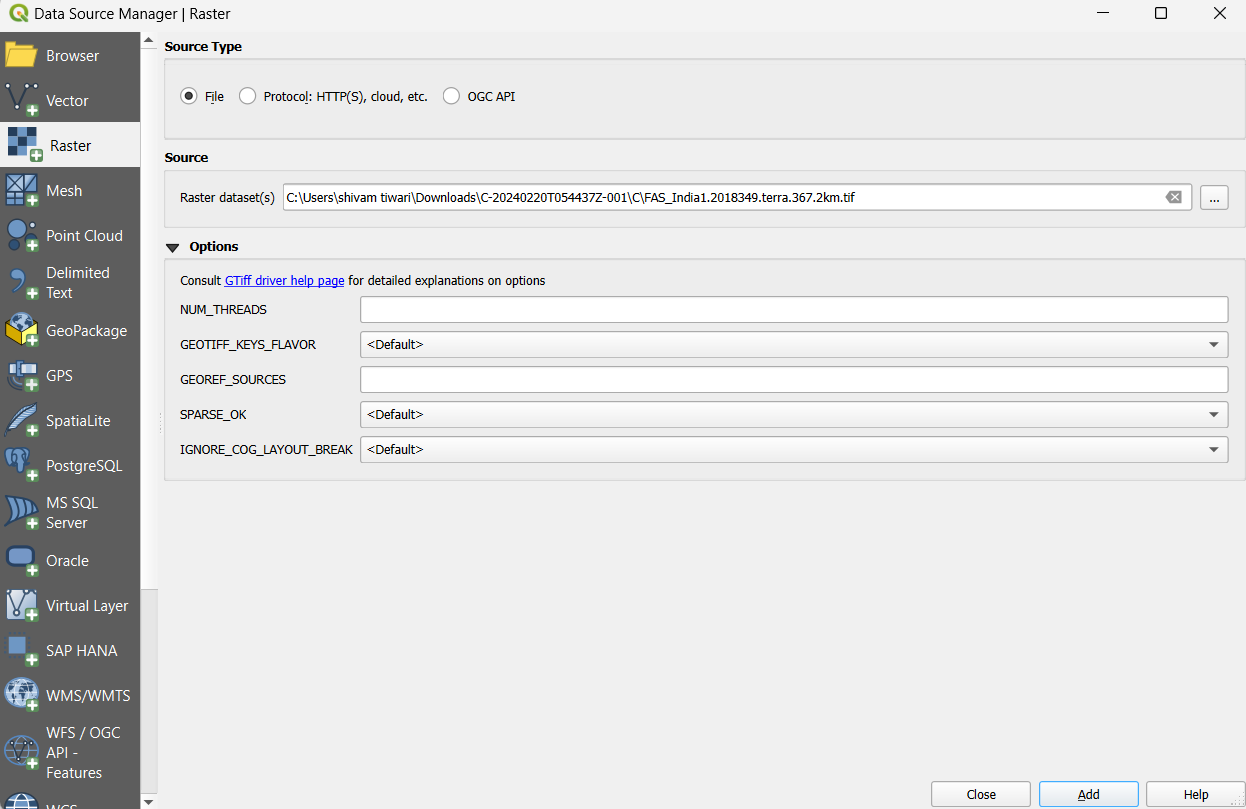 Data Source Manager | Raster
Browser
Vector
Raster
Mesh
Point Cloud
Delimited
Text
GeoPackage
GPS
SpatiaLite
PostgreSQL
MS SQL
Server
Oracle
Virtual Layer
SAP HANA
WMS/WMTS
WFS / OGC
API -
Features
WCS
Source Type
File Protocol: HTTP(S), cloud, etc. OGC API
Source
Raster dataset(s) C:\Users\shivam tiwari\Downloads\C-20240220T054437Z-001\C\FAS_India1.2018349.terra.367.2km.tif ...
Options
Consult GTiff driver help page for detailed explanations on options
NUM_THREADS
GEOTIFF_KEYS_FLAVOR <Default>
GEOREF_SOURCES
SPARSE_OK <Default>
IGNORE_COG_LAYOUT_BREAK <Default>
Close Add Help